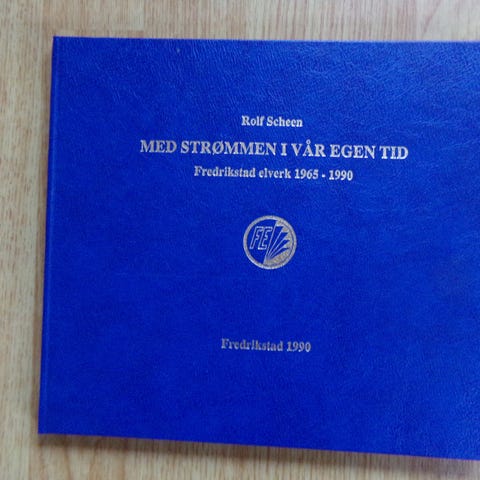 Rolf Scheen
MED STRØMMEN I VÅR EGEN TID
Fredrikstad elverk 1965 - 1990
FE
Fredrikstad 1990